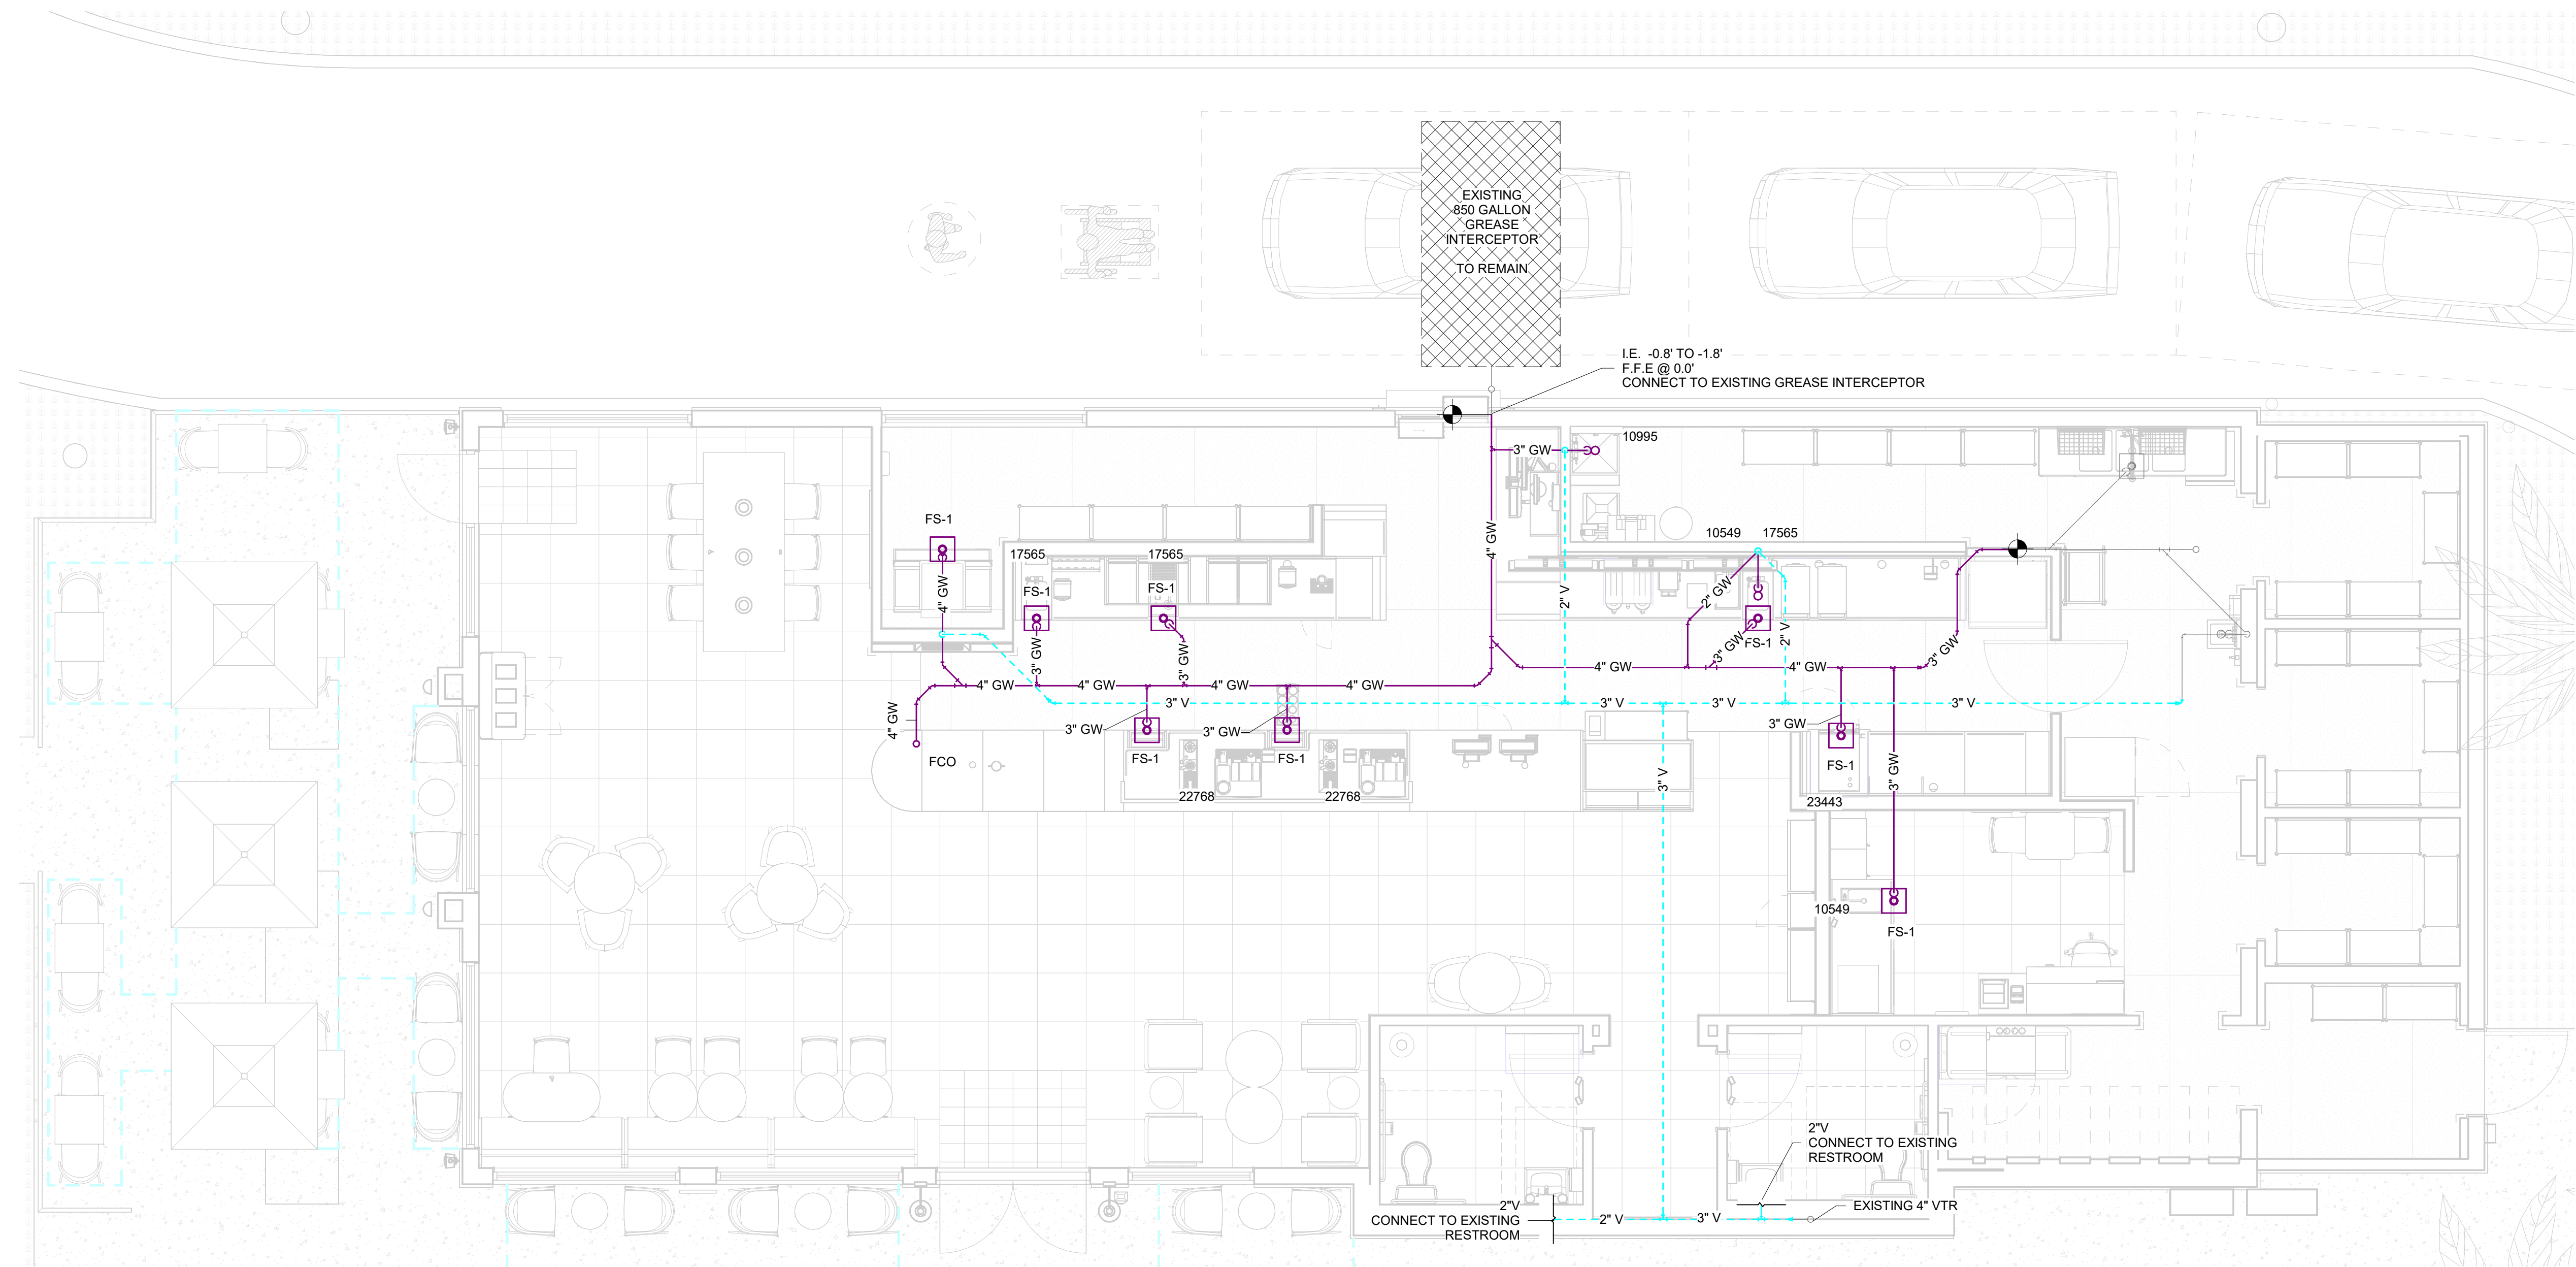 EXISTING
850 GALLON
GREASE
INTERCEPTOR
TO REMAIN
I.E.  -0.8' TO -1.8'
F.F.E @ 0.0'
CONNECT TO EXISTING GREASE INTERCEPTOR
3" GW
10995
4" GW
FS-1
17565
17565
10549
17565
FS-1
FS-1
4" GW
2" V
2" GW
3" GW
FS-1
2" V
3" GW
3" GW
3" GW
4" GW
4" GW
4" GW
4" GW
4" GW
4" GW
4" GW
3" V
3" V
3" V
3" V
4" GW
3" GW
3" GW
3" GW
FCO
FS-1
FS-1
FS-1
3" GW
3" V
22768
22768
23443
10549
FS-1
2"V
CONNECT TO EXISTING
RESTROOM
2"V
CONNECT TO EXISTING
RESTROOM
2" V
3" V
EXISTING 4" VTR